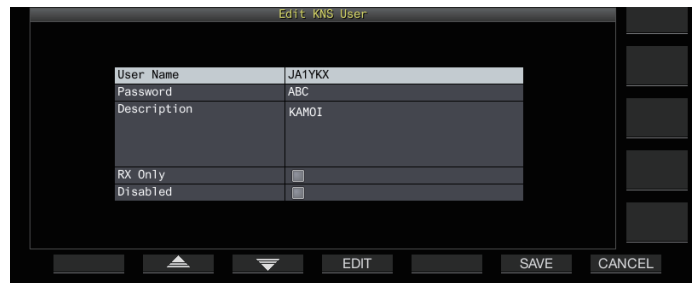 Edit KNS User
User Name JA1YKX
Password ABC
Description KAMOI
RX Only
Disabled
EDIT SAVE CANCEL